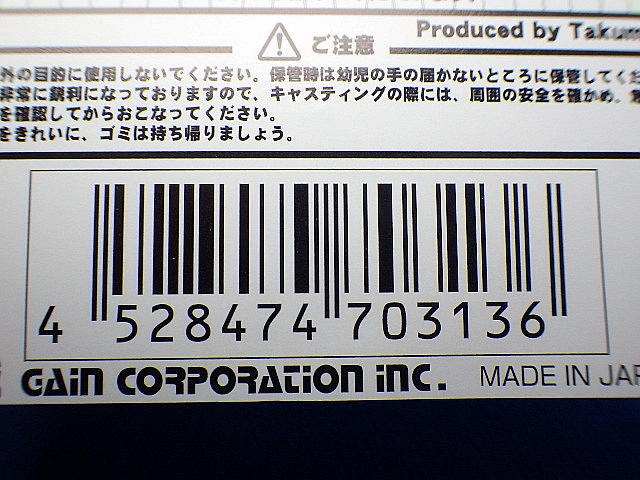 Produced by Takum
ご注意
外の目的に使用しないでください。保管時は幼児の手の届かないところに保管してくだ
非常に鋭利になっておりますので、キャスティングの際には、周囲の安全を確かめ、
を確認してからおこなってください。
をきれいに、ゴミは持ち帰りましょう。
4 528474 703136
GAIN CORPORATION INC. MADE IN JAP